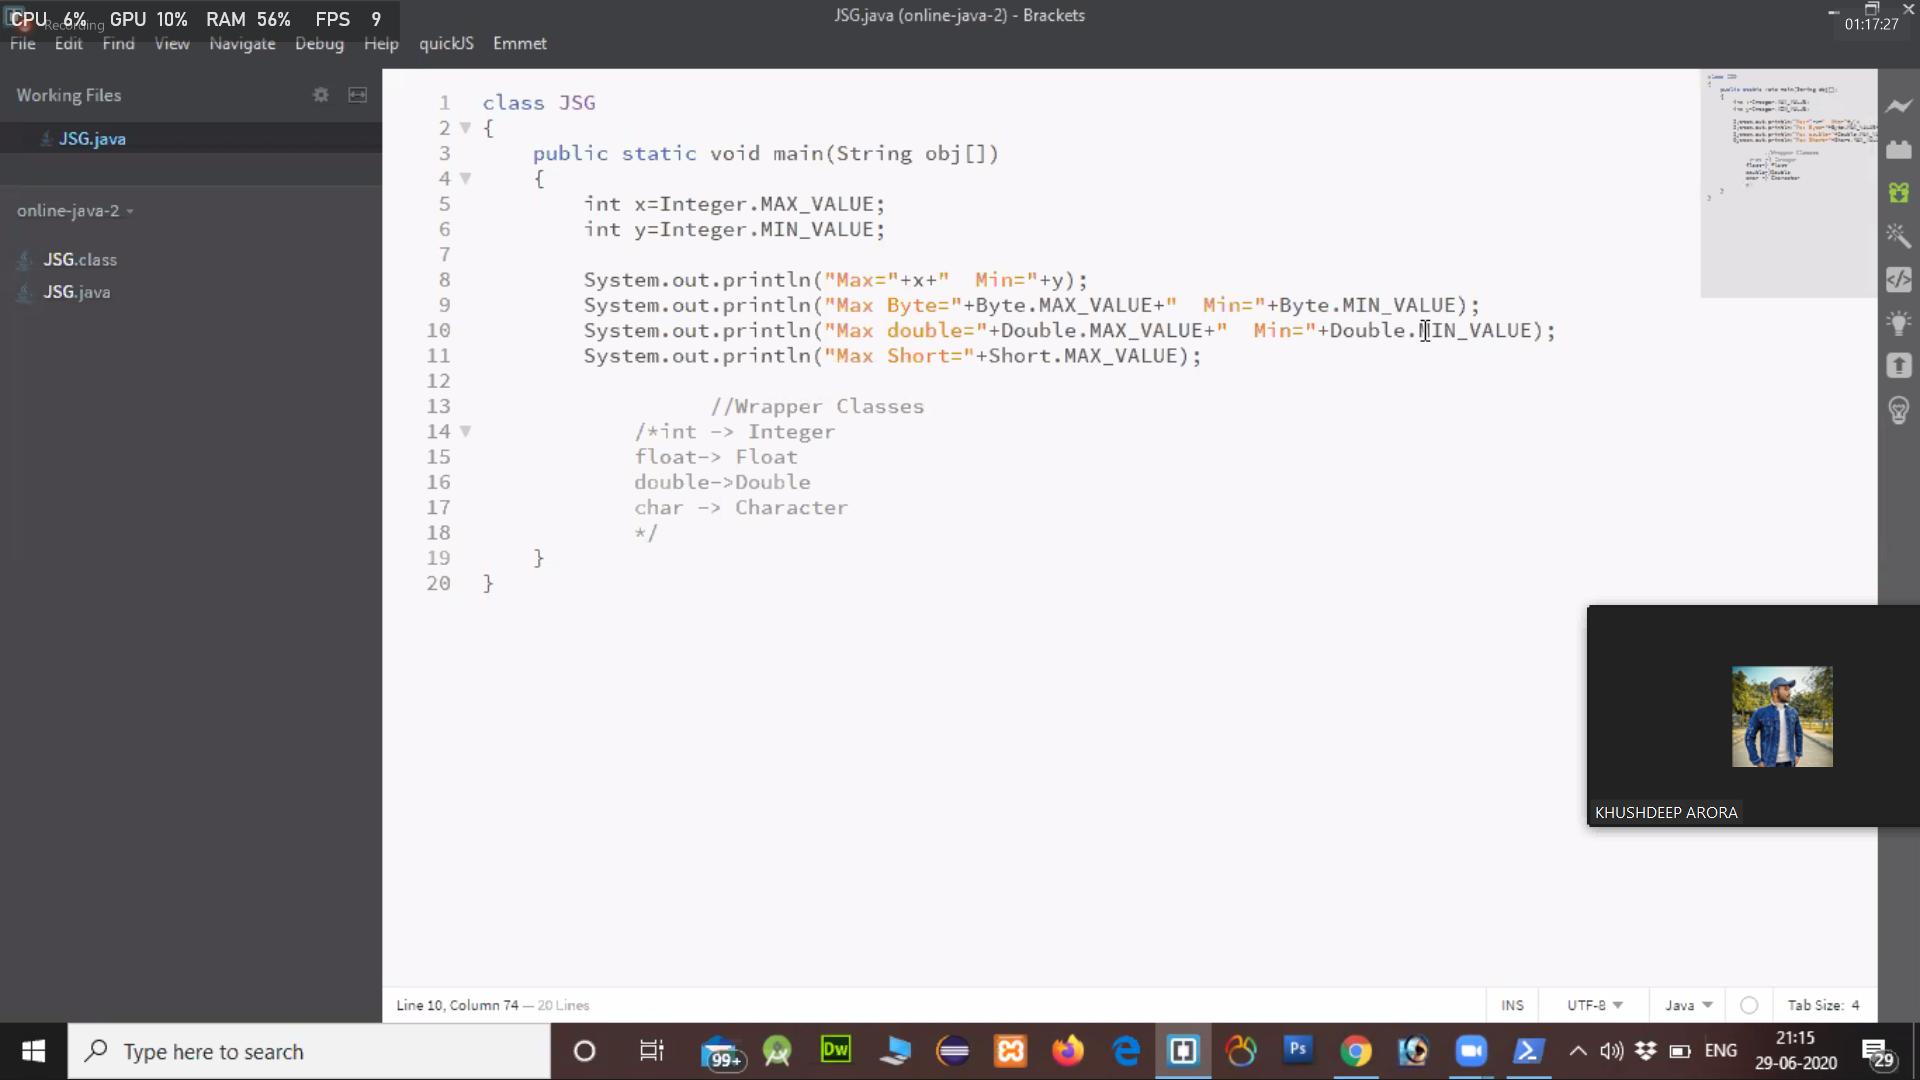 CPU 6% GPU 10% RAM 56% FPS 9
Recording
JSG.java (online-java-2) - Brackets
01:17:27
File Edit Find View Navigate Debug Help quickJS Emmet
Working Files
JSG.java
online-java-2
JSG.class
JSG.java
1 class JSG
2 {
3 public static void main(String obj[])
4 {
5 int x=Integer.MAX_VALUE;
6 int y=Integer.MIN_VALUE;
7
8 System.out.println("Max="+x+"  Min="+y);
9 System.out.println("Max Byte="+Byte.MAX_VALUE+"  Min="+Byte.MIN_VALUE);
10 System.out.println("Max double="+Double.MAX_VALUE+"  Min="+Double.MIN_VALUE);
11 System.out.println("Max Short="+Short.MAX_VALUE);
12
13 //Wrapper Classes
14 /*int -> Integer
15 float-> Float
16 double->Double
17 char -> Character
18 */
19 }
20 }
KHUSHDEEP ARORA
Line 10, Column 74 — 20 Lines
INS UTF-8 Java Tab Size: 4
Type here to search
99+
Dw
Ps
ENG
21:15
29-06-2020
29